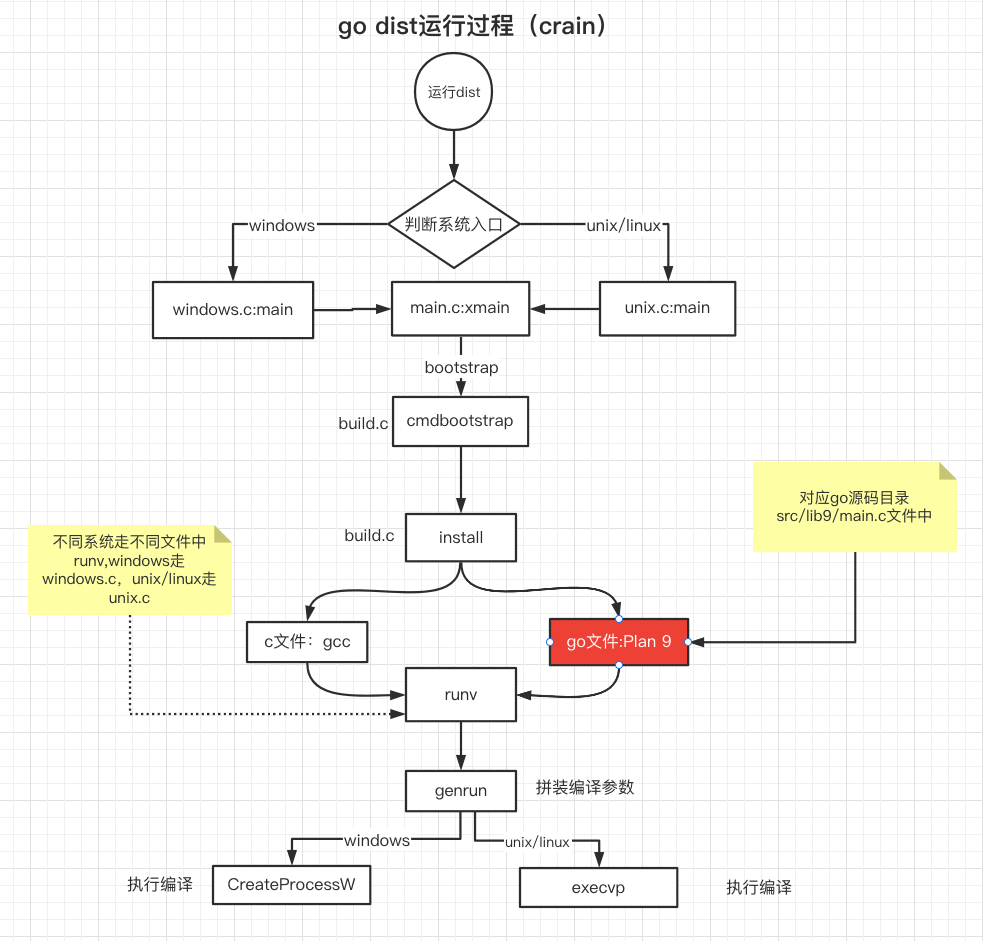 go dist运行过程（crain）
运行dist
判断系统入口
windows
unix/linux
windows.c:main
main.c:xmain
unix.c:main
bootstrap
build.c
cmdbootstrap
对应go源码目录
src/lib9/main.c文件中
build.c
install
不同系统走不同文件中
runv,windows走
windows.c，unix/linux走
unix.c
c文件：gcc
go文件:Plan 9
runv
genrun
拼装编译参数
windows
unix/linux
执行编译
CreateProcessW
execvp
执行编译